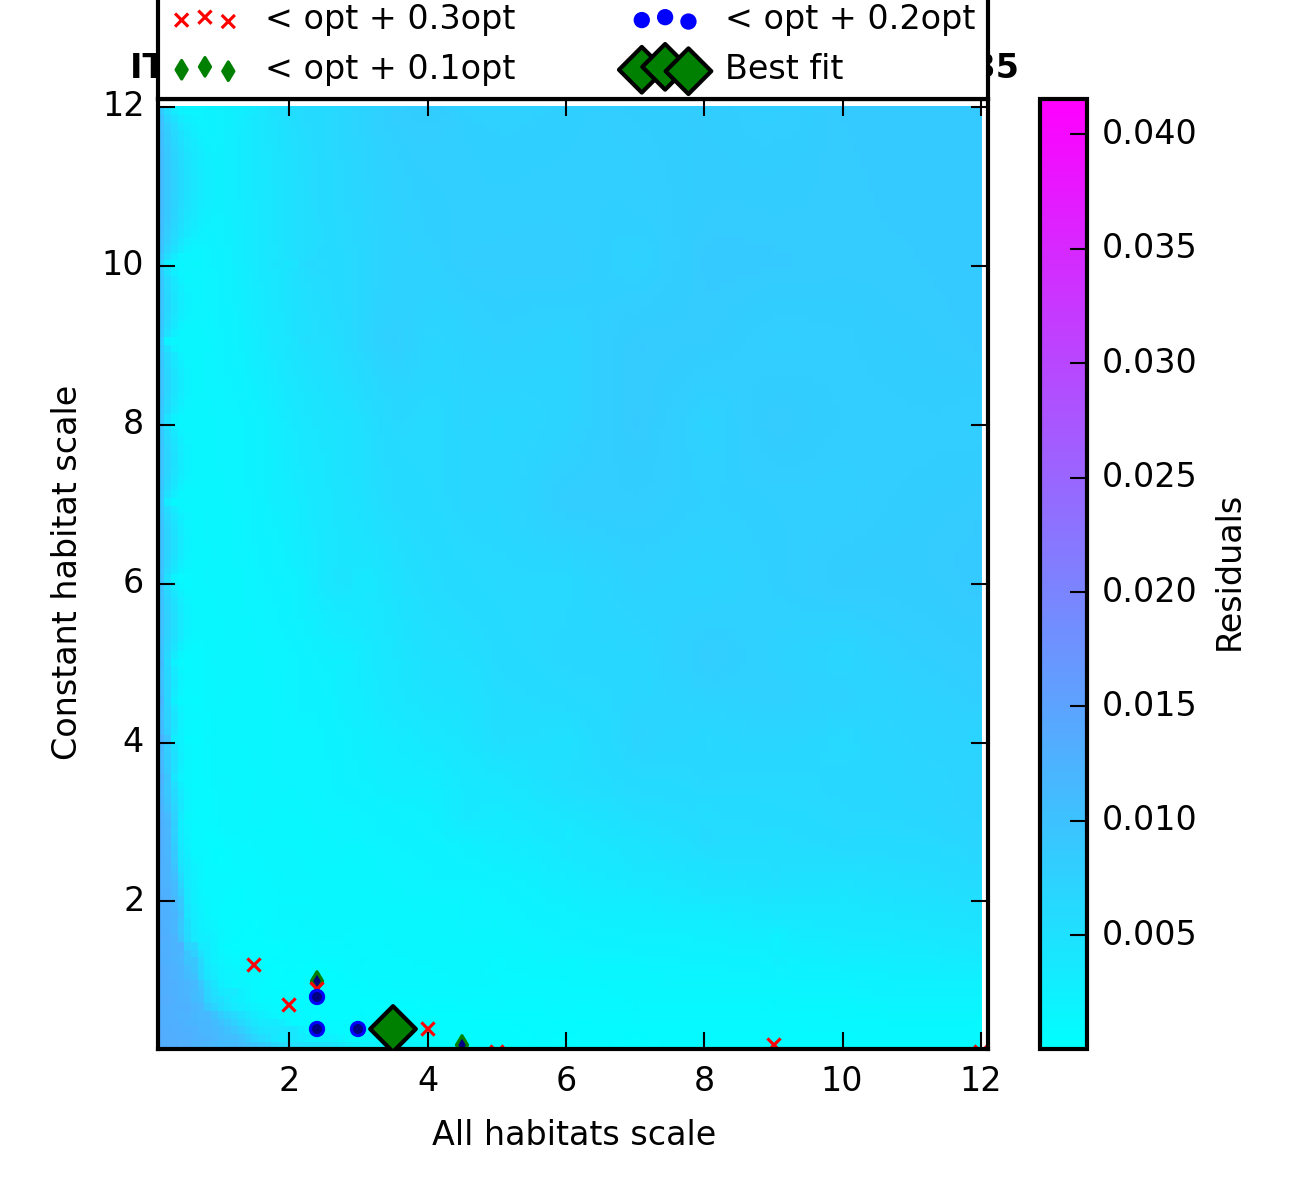 < opt + 0.3opt
< opt + 0.2opt
< opt + 0.1opt
Best fit
IT
35
12
10
8
6
4
2
Constant habitat scale
2
4
6
8
10
12
All habitats scale
0.040
0.035
0.030
0.025
0.020
0.015
0.010
0.005
Residuals